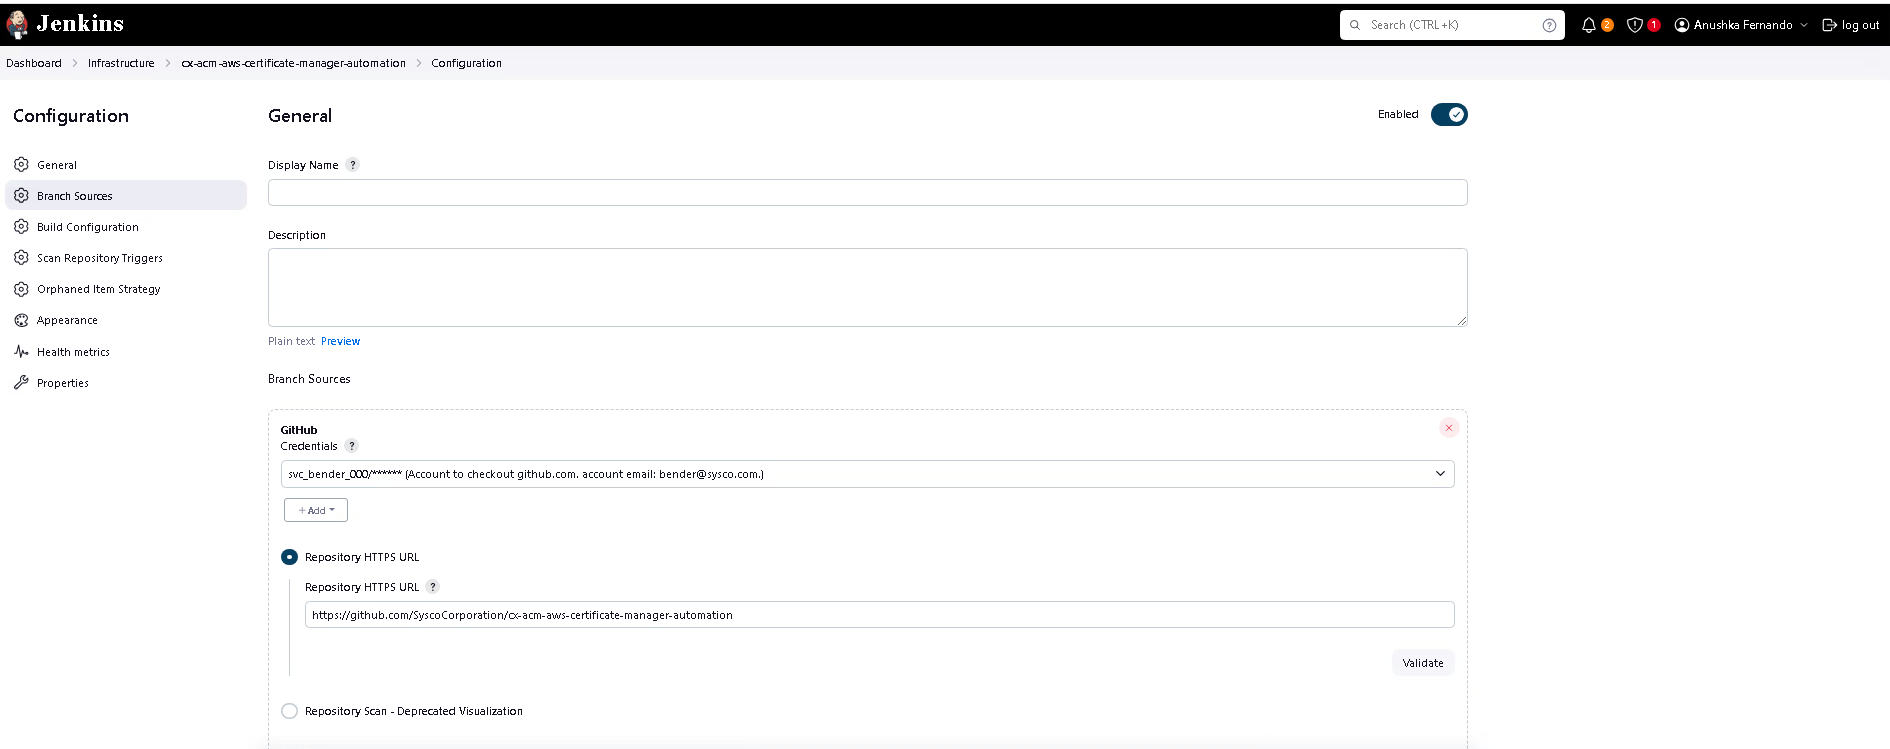 Jenkins
Search (CTRL+K)
?
2
1
Anushka Fernando
log out
Dashboard > Infrastructure > cx-acm-aws-certificate-manager-automation > Configuration
Configuration
General
Branch Sources
Build Configuration
Scan Repository Triggers
Orphaned Item Strategy
Appearance
Health metrics
Properties
General
Enabled
Display Name ?
Description
Plain text Preview
Branch Sources
GitHub
Credentials ?
svc_bender_000/****** (Account to checkout github.com. account email: bender@sysco.com.)
+ Add
Repository HTTPS URL
Repository HTTPS URL ?
https://github.com/SyscoCorporation/cx-acm-aws-certificate-manager-automation
Validate
Repository Scan - Deprecated Visualization